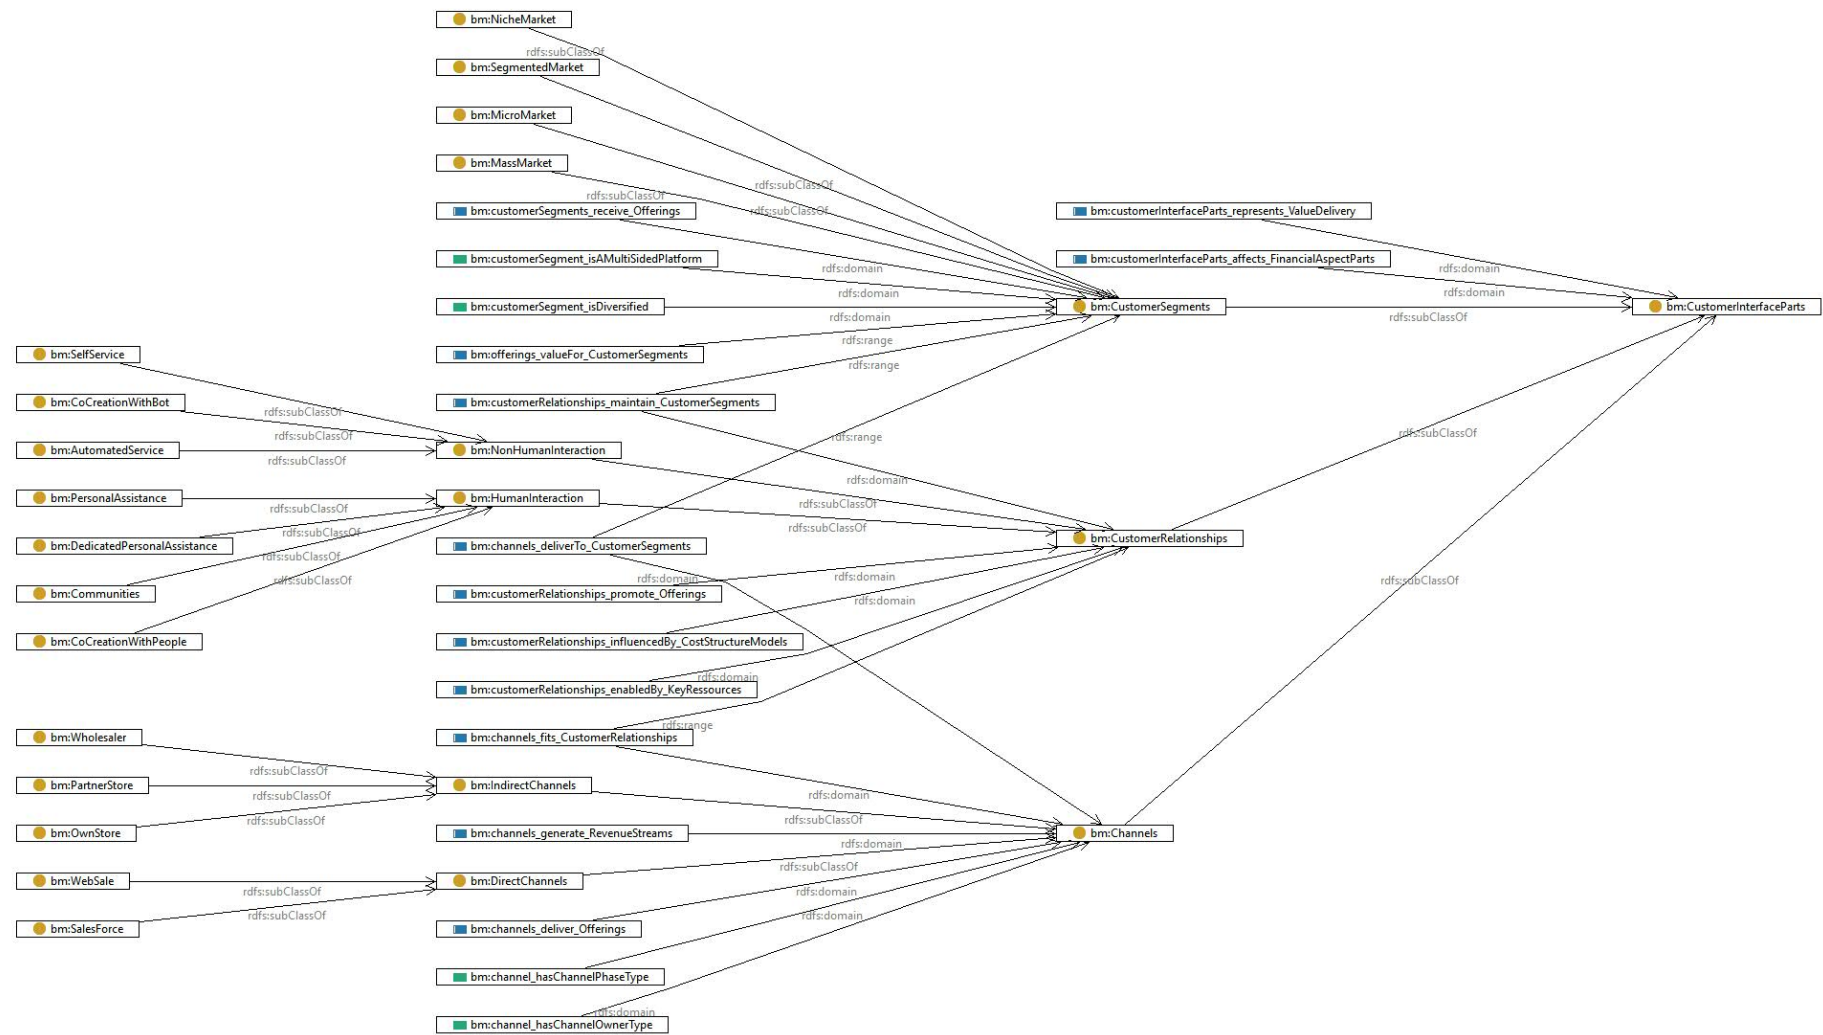 bm:NicheMarket
rdfs:subClassOf
bm:SegmentedMarket
bm:MicroMarket
bm:MassMarket
rdfs:subClassOf
rdfs:subClassOf
rdfs:subClassOf
bm:customerSegments_receive_Offerings
bm:customerInterfaceParts_represents_ValueDelivery
bm:customerSegment_isAMultiSidedPlatform
rdfs:domain
bm:customerInterfaceParts_affects_FinancialAspectParts
rdfs:domain
rdfs:domain
rdfs:domain
bm:customerSegment_isDiversified
bm:CustomerSegments
bm:CustomerInterfaceParts
rdfs:domain
rdfs:subClassOf
rdfs:range
bm:SelfService
bm:offerings_valueFor_CustomerSegments
rdfs:range
bm:CoCreationWithBot
bm:customerRelationships_maintain_CustomerSegments
rdfs:subClassOf
rdfs:subClassOf
rdfs:range
rdfs:subClassOf
bm:AutomatedService
bm:NonHumanInteraction
rdfs:subClassOf
rdfs:domain
bm:PersonalAssistance
bm:HumanInteraction
rdfs:subClassOf
rdfs:subClassOf
rdfs:subClassOf
rdfs:subClassOf
bm:CustomerRelationships
bm:DedicatedPersonalAssistance
bm:channels_deliverTo_CustomerSegments
rdfs:subClassOf
rdfs:subClassOf
rdfs:domain
rdfs:domain
rdfs:subClassOf
bm:Communities
bm:customerRelationships_promote_Offerings
rdfs:domain
bm:CoCreationWithPeople
bm:customerRelationships_influencedBy_CostStructureModels
rdfs:domain
bm:customerRelationships_enabledBy_KeyRessources
rdfs:range
bm:Wholesaler
bm:channels_fits_CustomerRelationships
rdfs:subClassOf
bm:PartnerStore
bm:IndirectChannels
rdfs:domain
rdfs:subClassOf
rdfs:subClassOf
rdfs:subClassOf
bm:OwnStore
bm:channels_generate_RevenueStreams
bm:Channels
rdfs:domain
rdfs:subClassOf
bm:WebSale
bm:DirectChannels
rdfs:subClassOf
rdfs:domain
rdfs:subClassOf
rdfs:domain
bm:SalesForce
bm:channels_deliver_Offerings
bm:channel_hasChannelPhaseType
rdfs:domain
bm:channel_hasChannelOwnerType